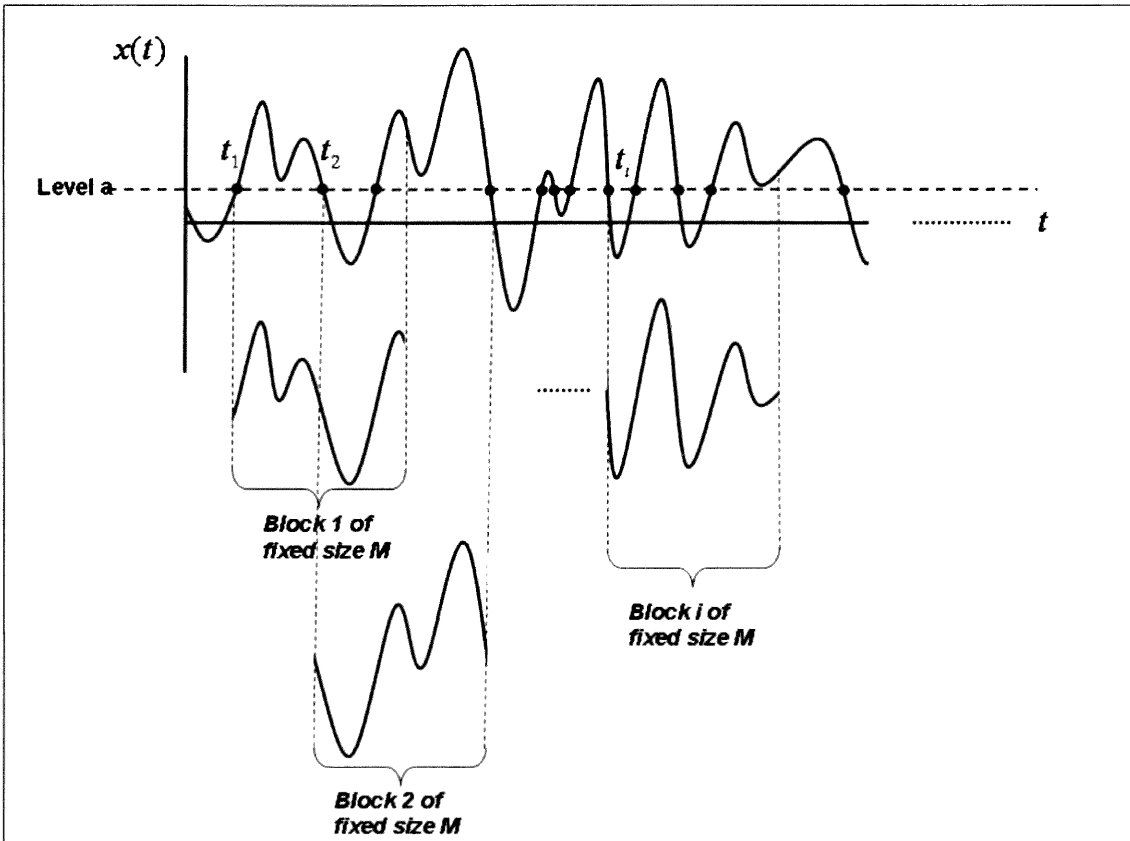 x(t)
t₁
t₂
tᵢ
Level a
t
Block 1 of
fixed size M
Block i of
fixed size M
Block 2 of
fixed size M